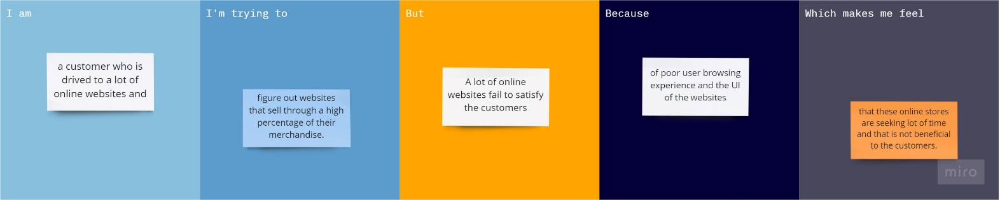 I am
a customer who is
drived to a lot of
online websites and
I'm trying to
figure out websites
that sell through a high
percentage of their
merchandise.
But
A lot of online
websites fail to satisfy
the customers
Because
of poor user browsing
experience and the UI
of the websites
Which makes me feel
that these online stores
are seeking lot of time
and that is not beneficial
to the customers.
miro